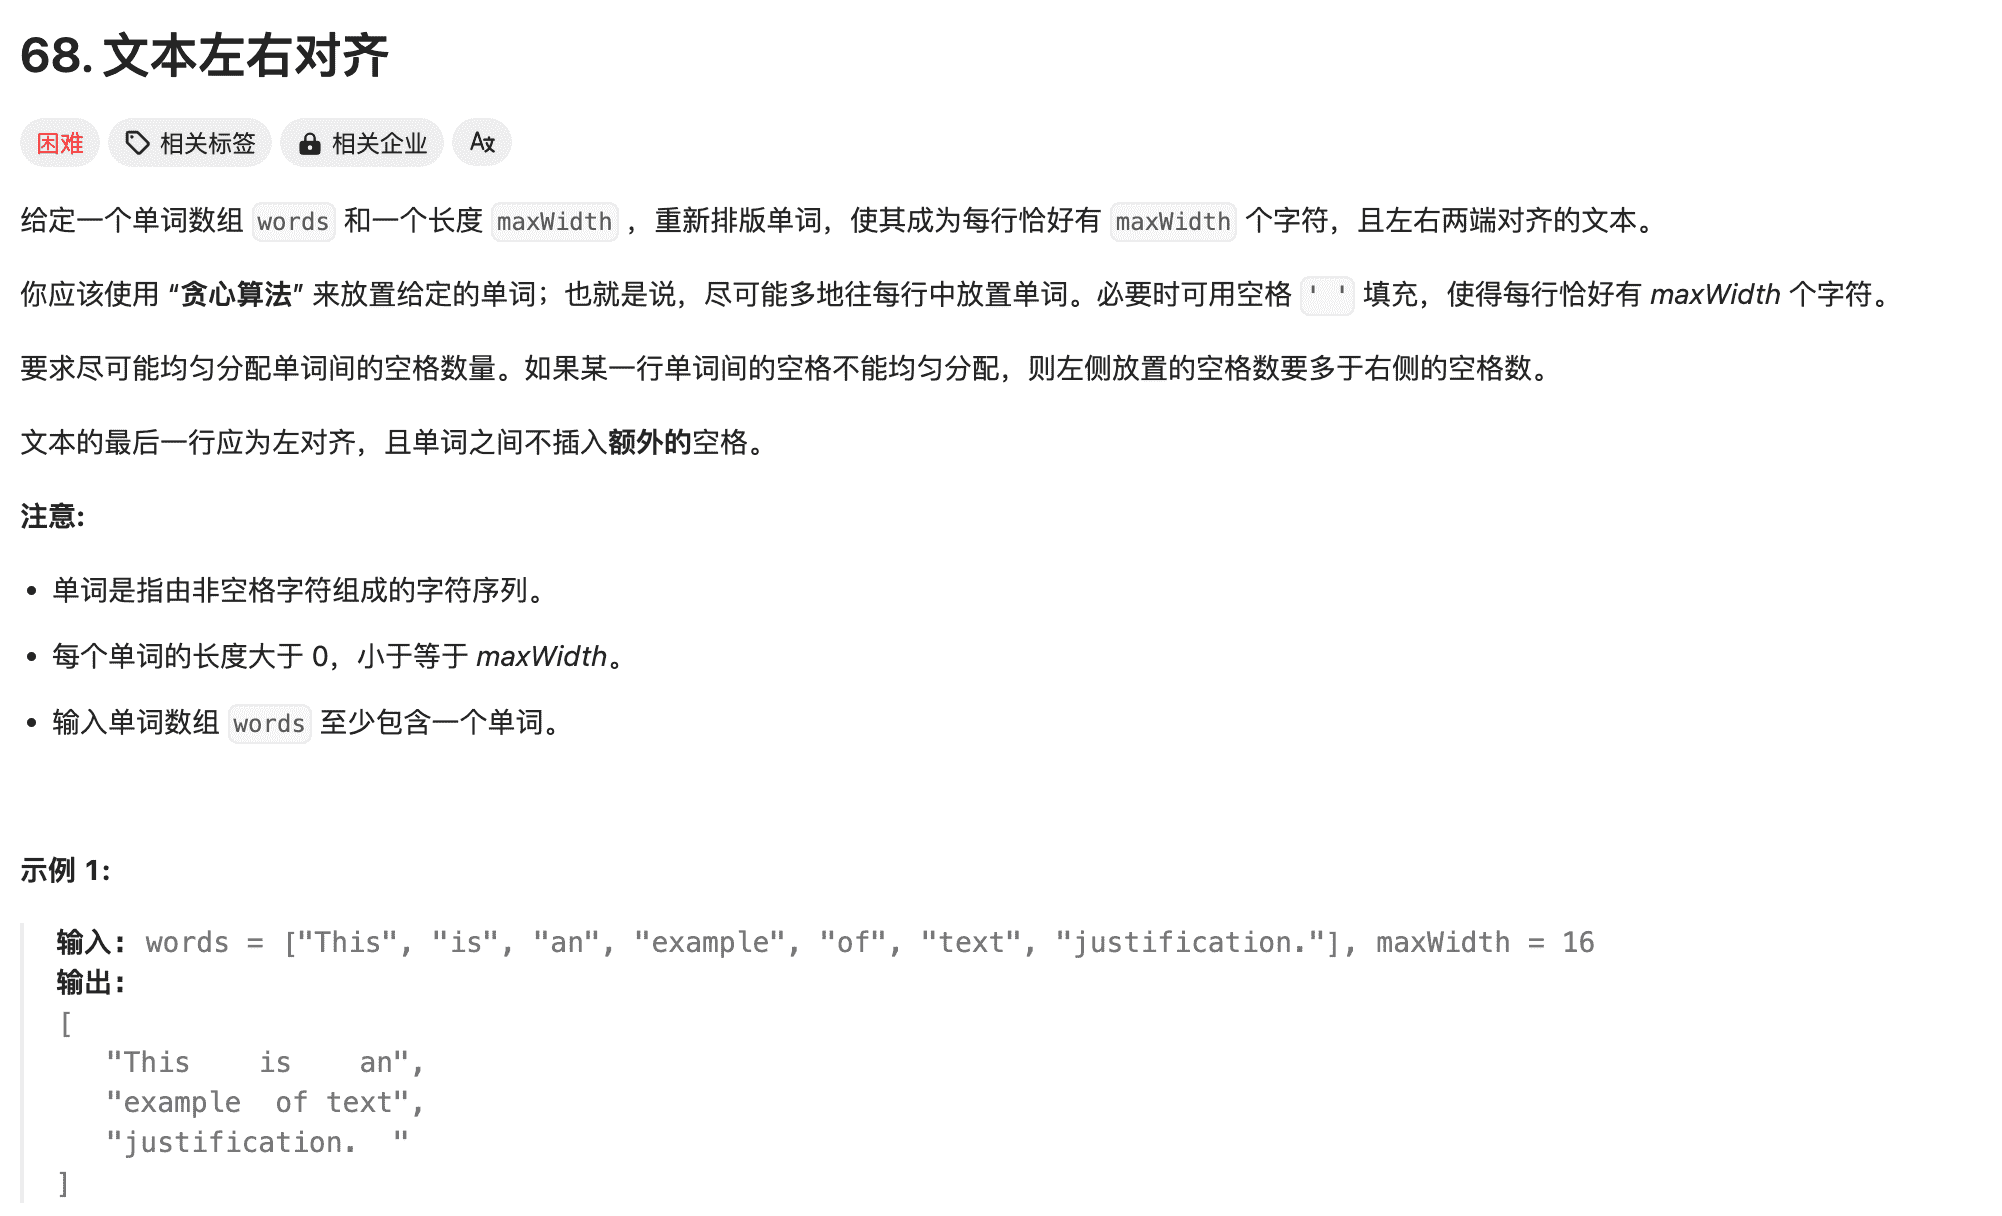 68. 文本左右对齐
困难 相关标签 相关企业 A文
给定一个单词数组 words 和一个长度 maxWidth ，重新排版单词，使其成为每行恰好有 maxWidth 个字符，且左右两端对齐的文本。
你应该使用 “贪心算法” 来放置给定的单词；也就是说，尽可能多地往每行中放置单词。必要时可用空格 ' ' 填充，使得每行恰好有 maxWidth 个字符。
要求尽可能均匀分配单词间的空格数量。如果某一行单词间的空格不能均匀分配，则左侧放置的空格数要多于右侧的空格数。
文本的最后一行应为左对齐，且单词之间不插入额外的空格。
注意:
• 单词是指由非空格字符组成的字符序列。
• 每个单词的长度大于 0，小于等于 maxWidth。
• 输入单词数组 words 至少包含一个单词。
示例 1:
输入: words = ["This", "is", "an", "example", "of", "text", "justification."], maxWidth = 16
输出:
[
   "This    is    an",
   "example  of text",
   "justification.  "
]